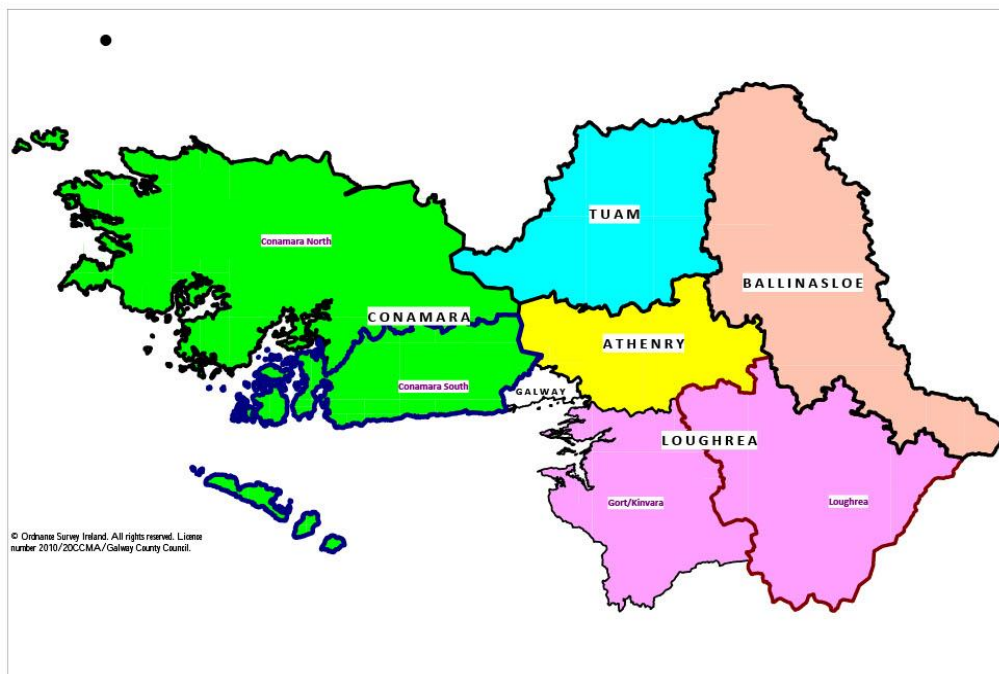 TUAM
Conamara North
BALLINASLOE
CONAMARA
ATHENRY
Conamara South
GALWAY
LOUGHREA
Gort/Kinvara
Loughrea
© Ordnance Survey Ireland. All rights reserved. License
number 2010/20CCMA/Galway County Council.